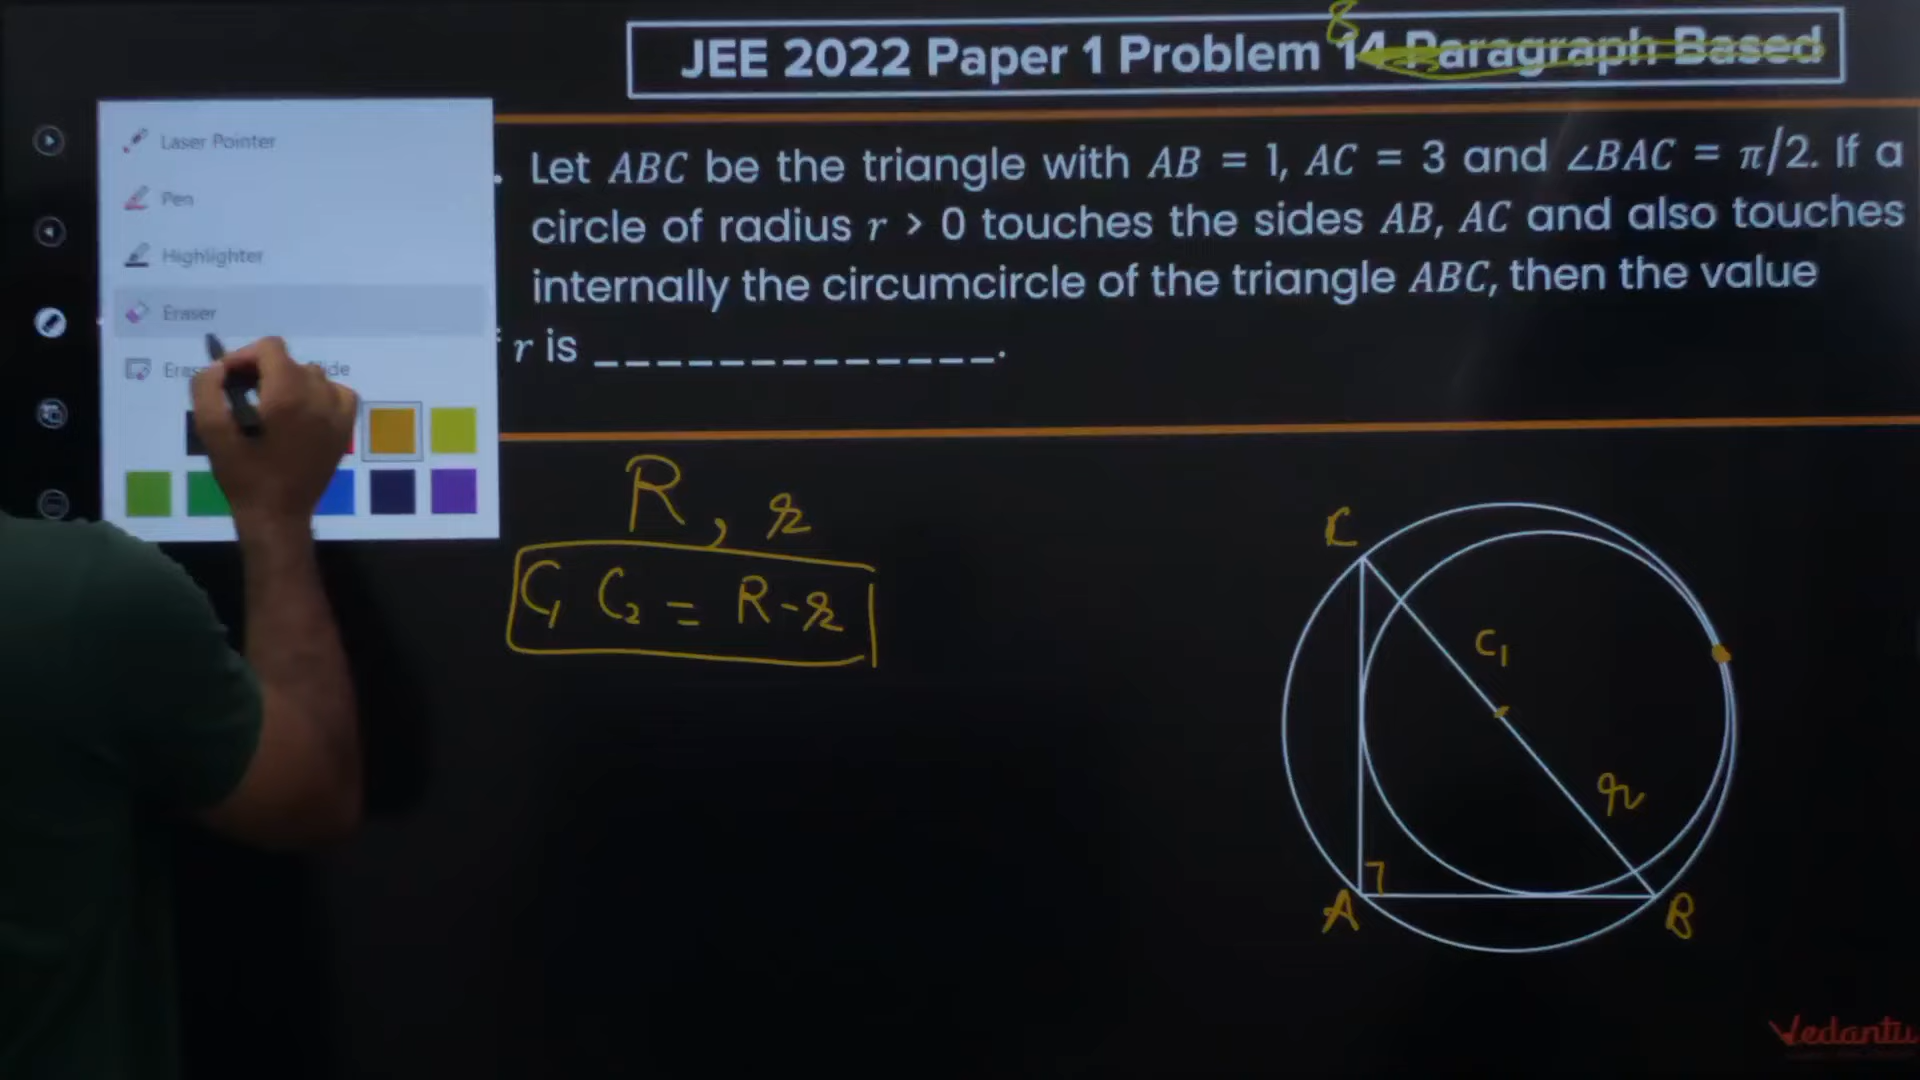 JEE 2022 Paper 1 Problem 14 Paragraph Based
8
Laser Pointer
Pen
Highlighter
Eraser
Let ABC be the triangle with AB = 1, AC = 3 and ∠BAC = π/2. If a
circle of radius r > 0 touches the sides AB, AC and also touches
internally the circumcircle of the triangle ABC, then the value
r is _____________.
R, r
C₁ C₂ = R - r
C
C₁
r
A
B
Vedantu